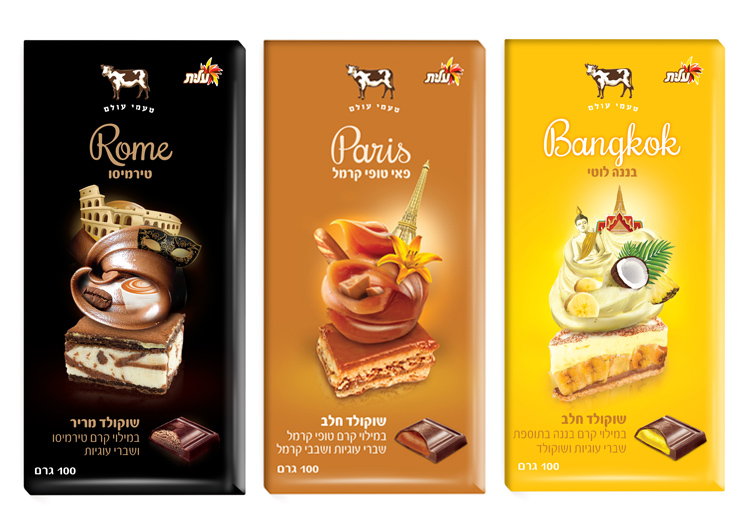 עלית
טעמי עולם
Rome
טירמיסו
שוקולד מריר
במילוי קרם טירמיסו
ושברי עוגיות
100 גרם
עלית
טעמי עולם
Paris
פאי טופי קרמל
שוקולד חלב
במילוי קרם טופי קרמל
שברי עוגיות ושבבי קרמל
100 גרם
עלית
טעמי עולם
Bangkok
בננה לוטי
שוקולד חלב
במילוי קרם בננה בתוספת
שברי עוגיות ושוקולד
100 גרם